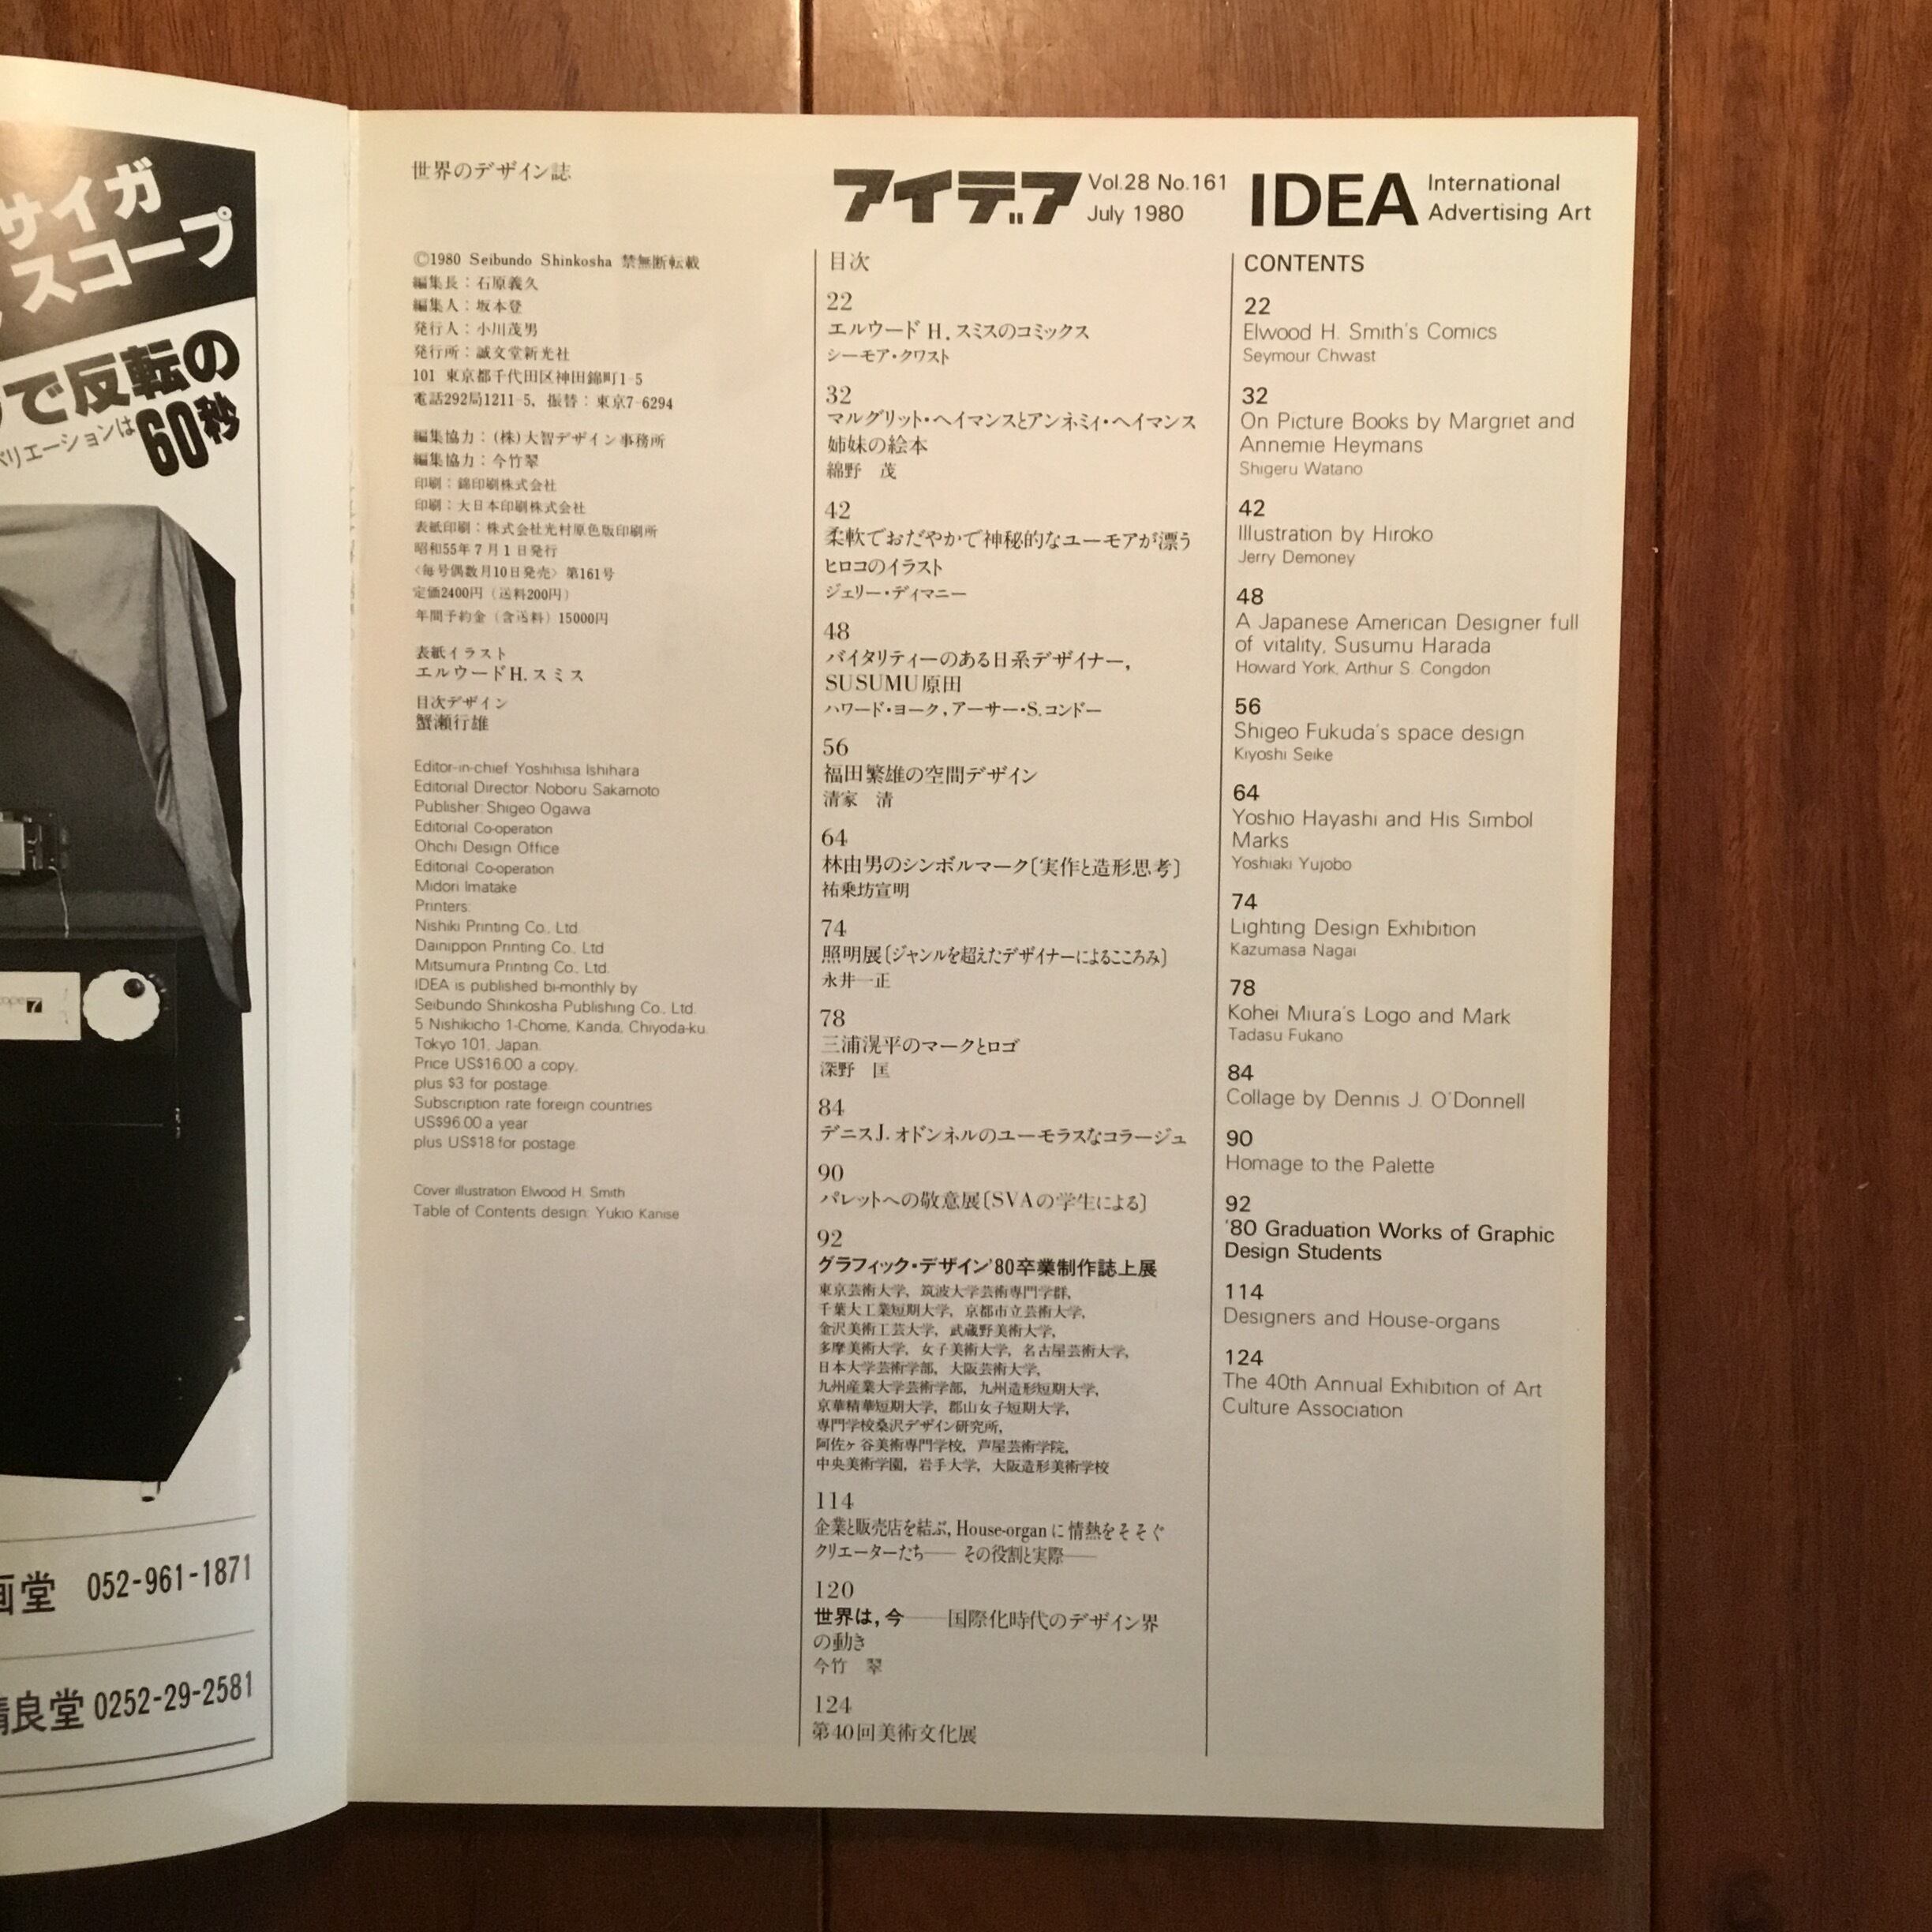 サイガ
スコープ
で反転の
バリエーションは60秒
画堂 052-961-1871
精良堂 0252-29-2581
世界のデザイン誌
アイデア Vol.28 No.161
July 1980
IDEA International
Advertising Art
©1980 Seibundo Shinkosha 禁無断転載
編集長：石原義久
編集人：坂本登
発行人：小川茂男
発行所：誠文堂新光社
101 東京都千代田区神田錦町1-5
電話292局1211-5, 振替：東京7-6294
編集協力：(株)大智デザイン事務所
編集協力：今竹翠
印刷：錦印刷株式会社
印刷：大日本印刷株式会社
表紙印刷：株式会社光村原色版印刷所
昭和55年7月1日発行
〈毎号偶数月10日発売〉第161号
定価2400円（送料200円）
年間予約金（含送料）15000円
表紙イラスト
エルウードH.スミス
目次デザイン
蟹瀬行雄
Editor-in-chief: Yoshihisa Ishihara
Editorial Director: Noboru Sakamoto
Publisher: Shigeo Ogawa
Editorial Co-operation
Ohchi Design Office
Editorial Co-operation
Midori Imatake
Printers:
Nishiki Printing Co., Ltd.
Dainippon Printing Co., Ltd
Mitsumura Printing Co., Ltd.
IDEA is published bi-monthly by
Seibundo Shinkosha Publishing Co., Ltd.
5 Nishikicho 1-Chome, Kanda, Chiyoda-ku.
Tokyo 101, Japan.
Price US$16.00 a copy,
plus $3 for postage.
Subscription rate foreign countries
US$96.00 a year
plus US$18 for postage.
Cover illustration Elwood H. Smith
Table of Contents design: Yukio Kanise
目次
22
エルウード H. スミスのコミックス
シーモア・クワスト
32
マルグリット・ヘイマンスとアンネミィ・ヘイマンス
姉妹の絵本
綿野 茂
42
柔軟でおだやかで神秘的なユーモアが漂う
ヒロコのイラスト
ジェリー・ディマニー
48
バイタリティーのある日系デザイナー,
SUSUMU原田
ハワード・ヨーク, アーサー・S.コンドー
56
福田繁雄の空間デザイン
清家 清
64
林由男のシンボルマーク〔実作と造形思考〕
祐乗坊宣明
74
照明展〔ジャンルを超えたデザイナーによるこころみ〕
永井一正
78
三浦滉平のマークとロゴ
深野 匡
84
デニスJ. オドンネルのユーモラスなコラージュ
90
パレットへの敬意展〔SVAの学生による〕
92
グラフィック・デザイン'80卒業制作誌上展
東京芸術大学, 筑波大学芸術専門学群,
千葉大工業短期大学, 京都市立芸術大学,
金沢美術工芸大学, 武蔵野美術大学,
多摩美術大学, 女子美術大学, 名古屋芸術大学,
日本大学芸術学部, 大阪芸術大学,
九州産業大学芸術学部, 九州造形短期大学,
京華精華短期大学, 郡山女子短期大学,
専門学校桑沢デザイン研究所,
阿佐ヶ谷美術専門学校, 芦屋芸術学院,
中央美術学園, 岩手大学, 大阪造形美術学校
114
企業と販売店を結ぶ, House-organ に情熱をそそぐ
クリエーターたち—— その役割と実際——
120
世界は, 今——国際化時代のデザイン界
の動き
今竹 翠
124
第40回美術文化展
CONTENTS
22
Elwood H. Smith's Comics
Seymour Chwast
32
On Picture Books by Margriet and
Annemie Heymans
Shigeru Watano
42
Illustration by Hiroko
Jerry Demoney
48
A Japanese American Designer full
of vitality, Susumu Harada
Howard York, Arthur S. Congdon
56
Shigeo Fukuda's space design
Kiyoshi Seike
64
Yoshio Hayashi and His Simbol
Marks
Yoshiaki Yujobo
74
Lighting Design Exhibition
Kazumasa Nagai
78
Kohei Miura's Logo and Mark
Tadasu Fukano
84
Collage by Dennis J. O'Donnell
90
Homage to the Palette
92
'80 Graduation Works of Graphic
Design Students
114
Designers and House-organs
124
The 40th Annual Exhibition of Art
Culture Association